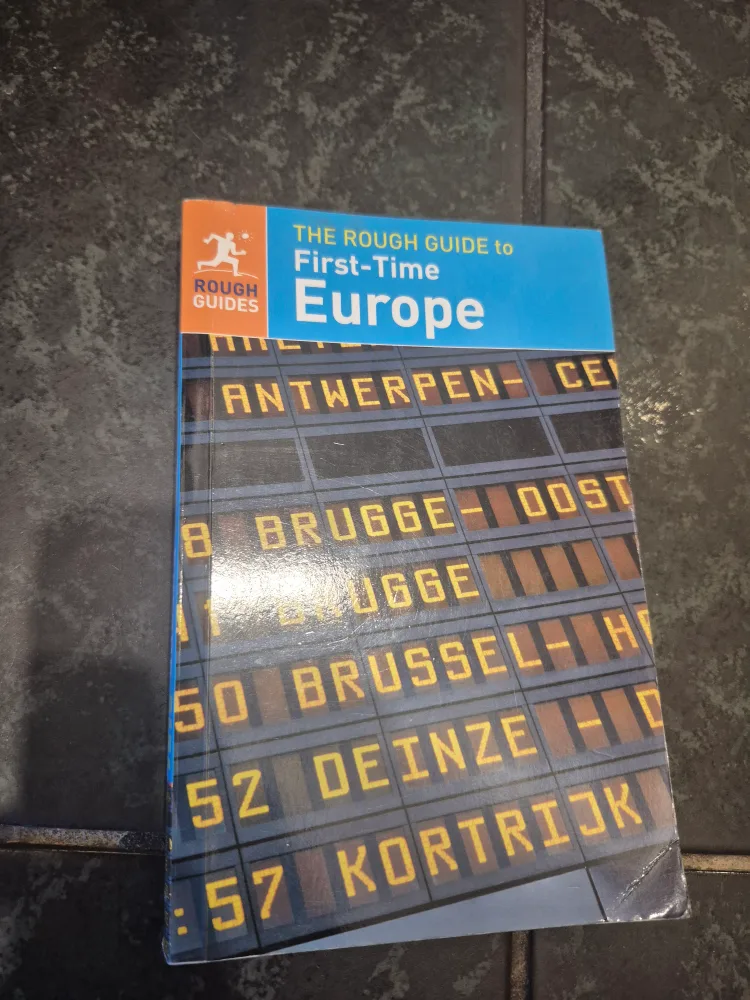 THE ROUGH GUIDE to
First-Time
Europe
ROUGH
GUIDES
ANTWERPEN- CE
8 BRUGGE- OOST
BRUGGE
50 BRUSSEL- H
52 DEINZE -
:57 KORTRIJK